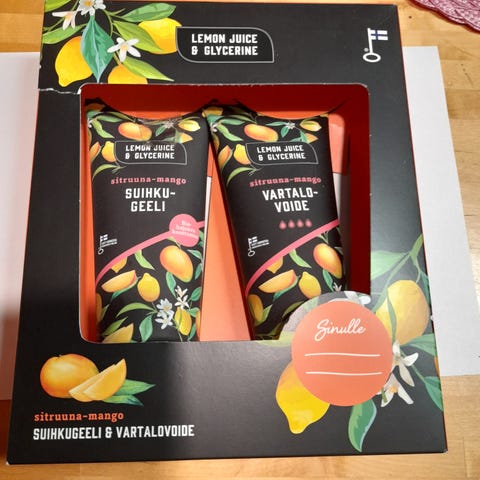 LEMON JUICE
& GLYCERINE
LEMON JUICE
& GLYCERINE
sitruuna-mango
SUIHKU-
GEELI
LEMON JUICE
& GLYCERINE
sitruuna-mango
VARTALO-
VOIDE
Sinulle
sitruuna-mango
SUIHKUGEELI & VARTALOVOIDE